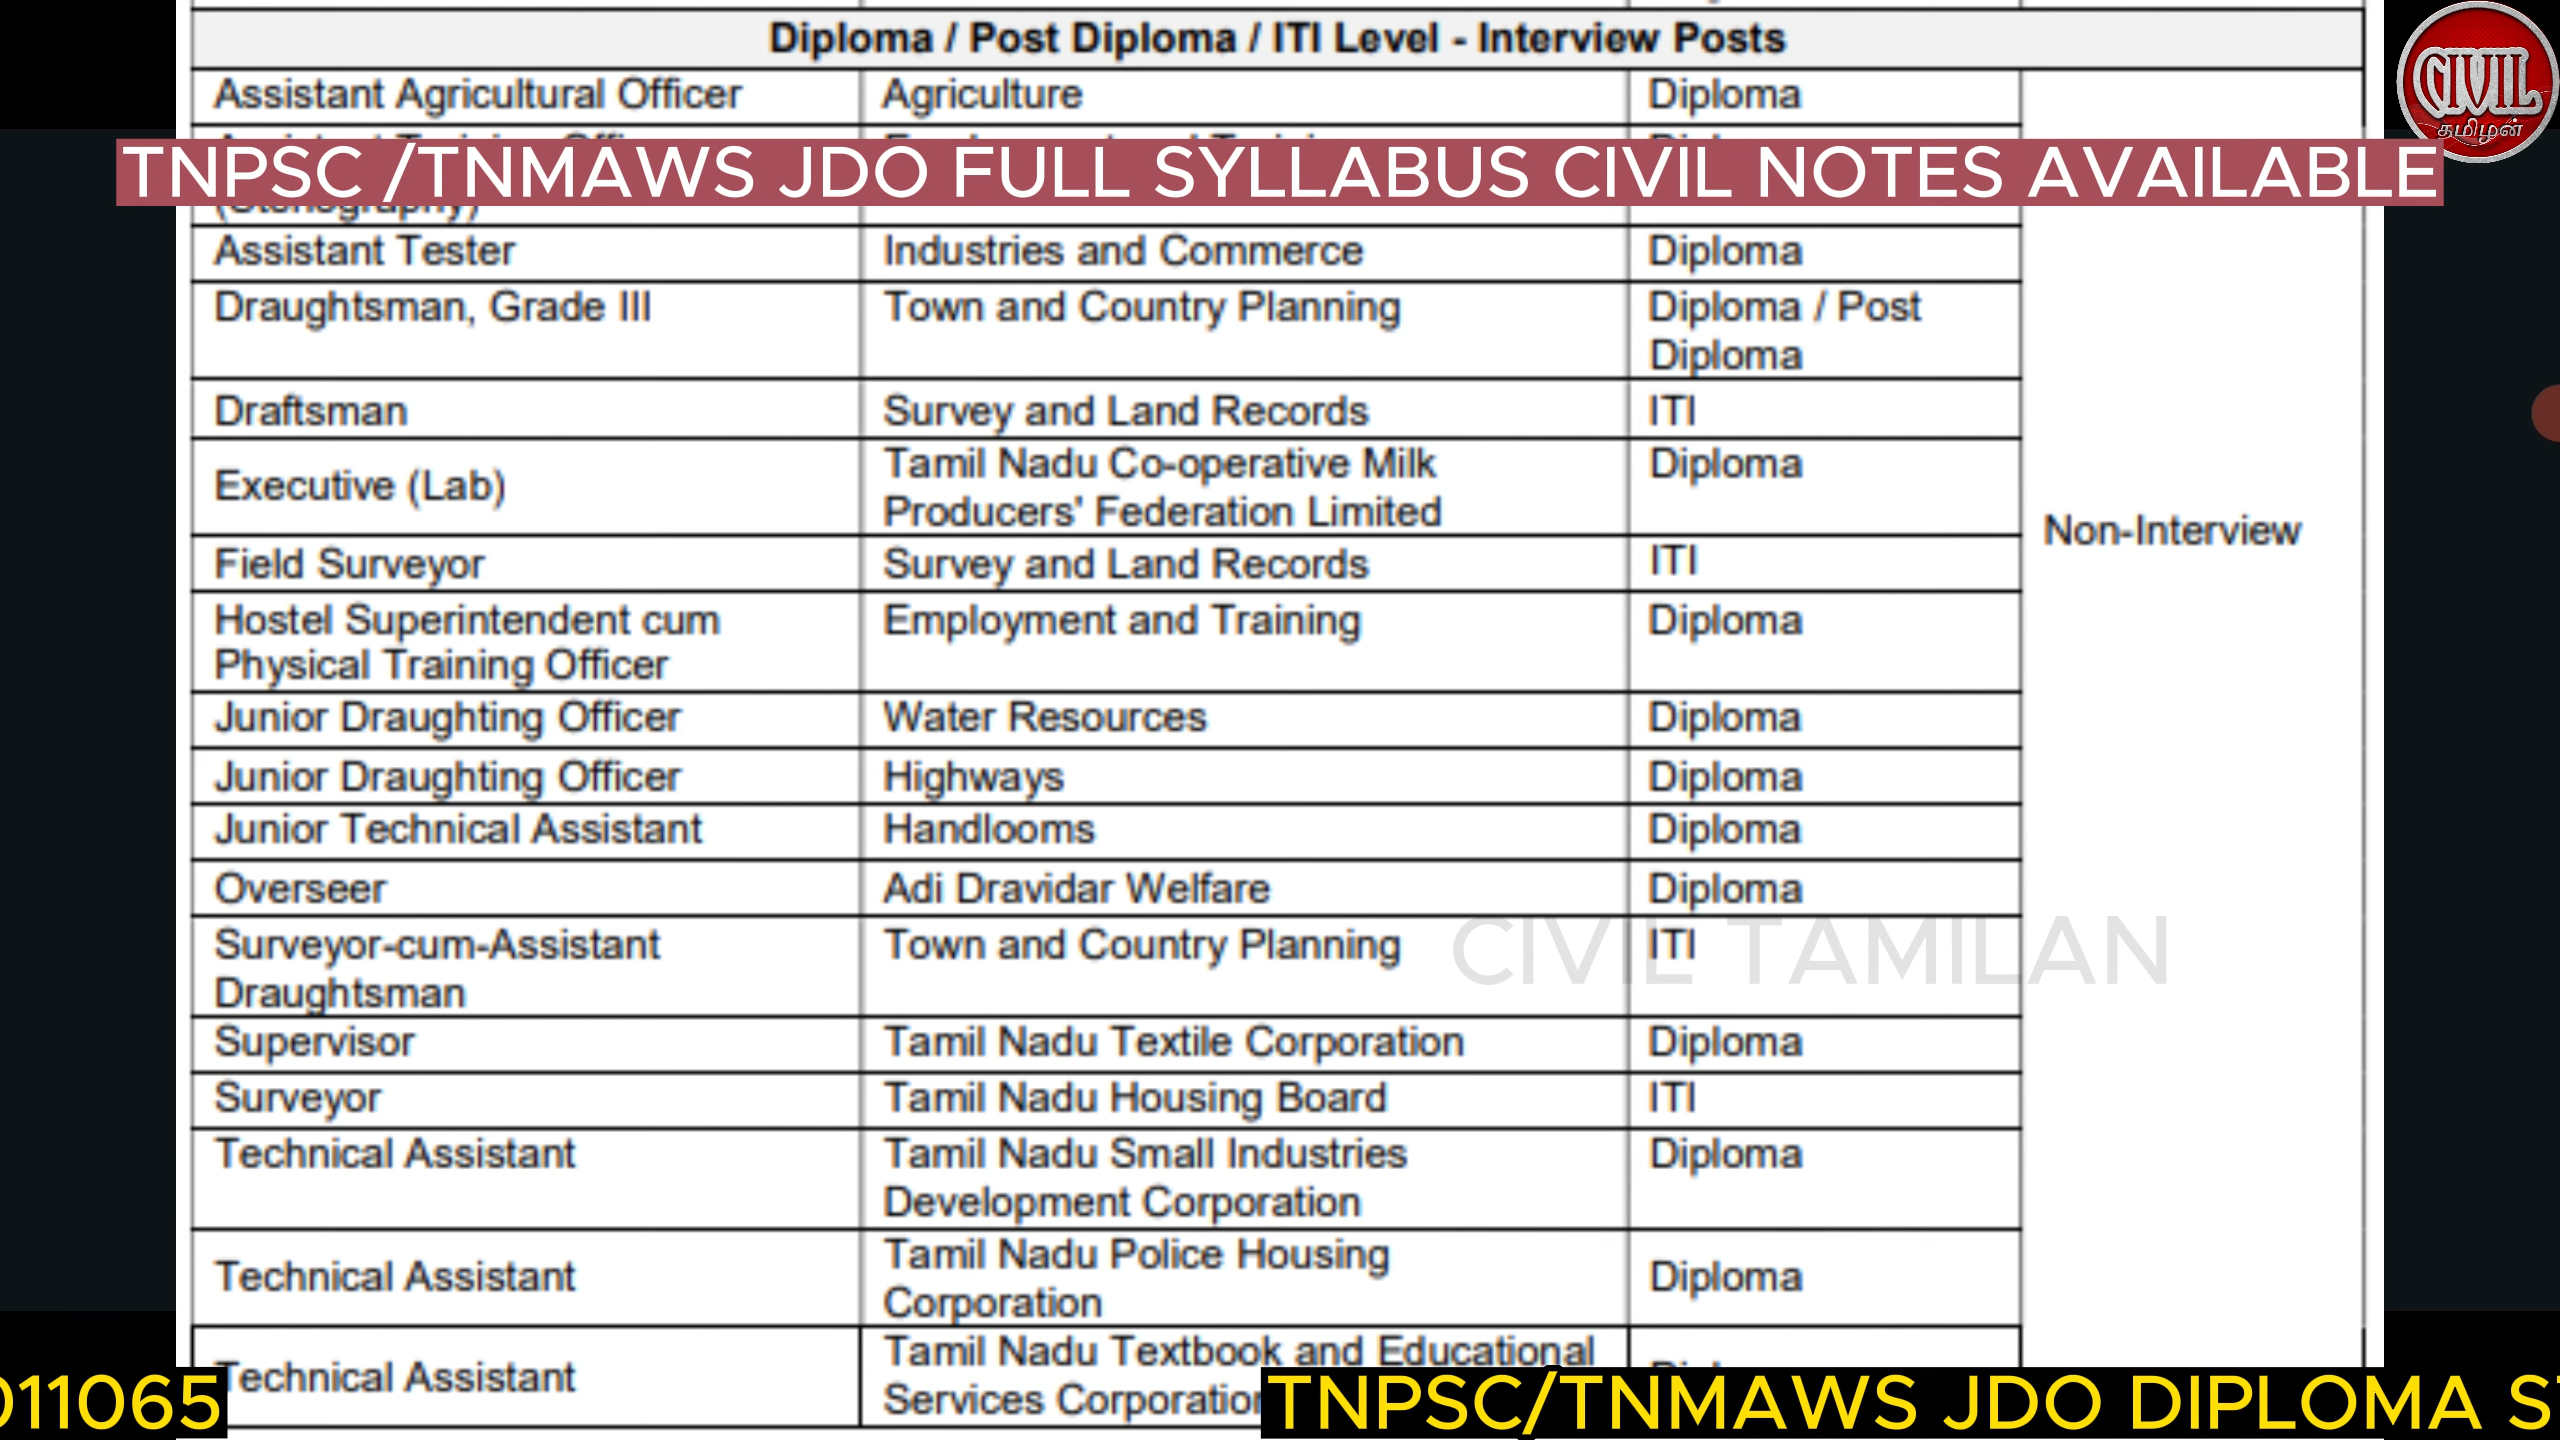 Diploma / Post Diploma / ITI Level - Interview Posts
CIVIL
தமிழன்
Assistant Agricultural Officer Agriculture Diploma
TNPSC /TNMAWS JDO FULL SYLLABUS CIVIL NOTES AVAILABLE
Assistant Tester Industries and Commerce Diploma
Draughtsman, Grade III Town and Country Planning Diploma / Post
Diploma
Draftsman Survey and Land Records ITI
Executive (Lab) Tamil Nadu Co-operative Milk Diploma
Producers' Federation Limited
Non-Interview
Field Surveyor Survey and Land Records ITI
Hostel Superintendent cum Employment and Training Diploma
Physical Training Officer
Junior Draughting Officer Water Resources Diploma
Junior Draughting Officer Highways Diploma
Junior Technical Assistant Handlooms Diploma
Overseer Adi Dravidar Welfare Diploma
Surveyor-cum-Assistant Town and Country Planning ITI
Draughtsman
CIVIL TAMILAN
Supervisor Tamil Nadu Textile Corporation Diploma
Surveyor Tamil Nadu Housing Board ITI
Technical Assistant Tamil Nadu Small Industries Diploma
Development Corporation
Technical Assistant Tamil Nadu Police Housing Diploma
Corporation
Technical Assistant Tamil Nadu Textbook and Educational
Services Corporation
11065 TNPSC/TNMAWS JDO DIPLOMA